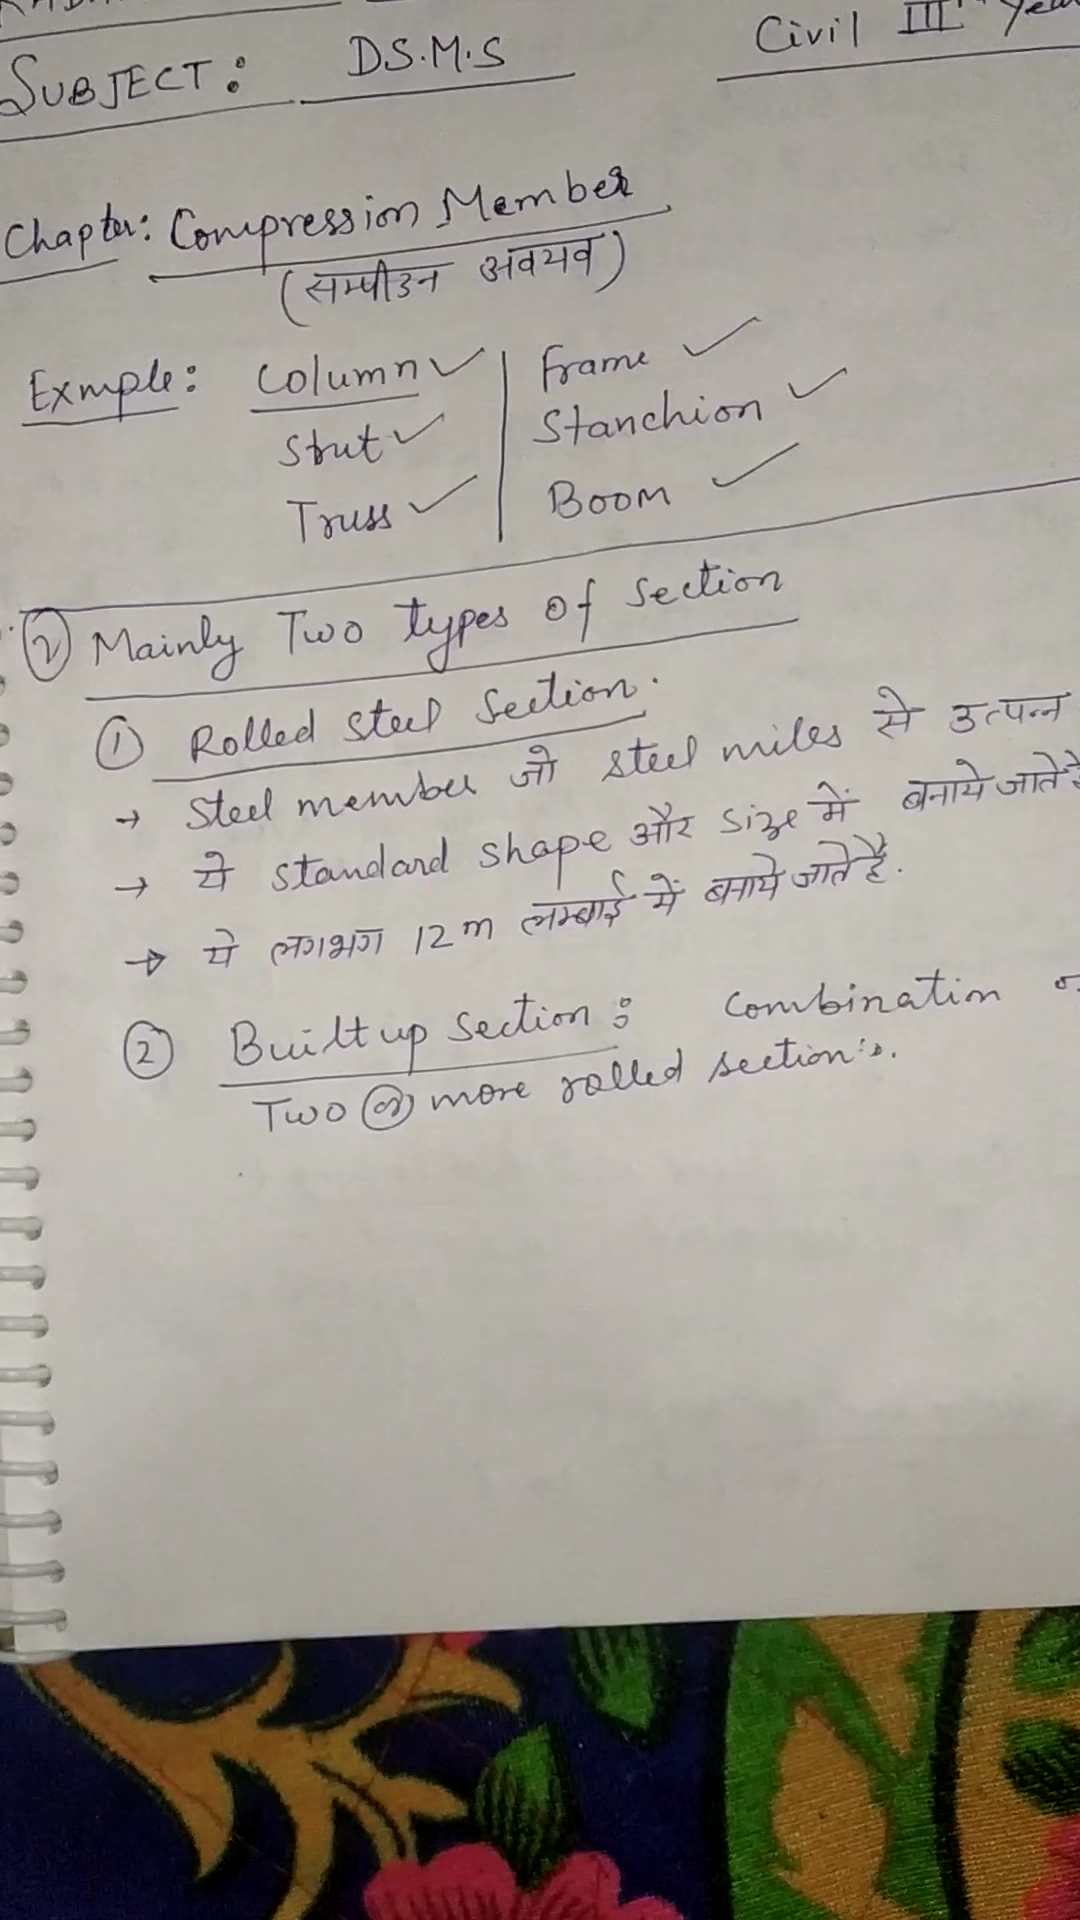 SUBJECT: DS.M.S Civil III Year
Chapter: Compression Member
(सम्पीडन अवयव)
Exmple: Column Frame
Strut Stanchion
Truss Boom
2 Mainly Two types of section
1 Rolled steel section.
→ Steel member जो steel miles से उत्पन्न
→ ये standard shape और size में बनाये जाते है
→ ये लगभग 12m लम्बाई में बनाये जाते है.
2 Built up section: Combination
Two or more rolled section's.